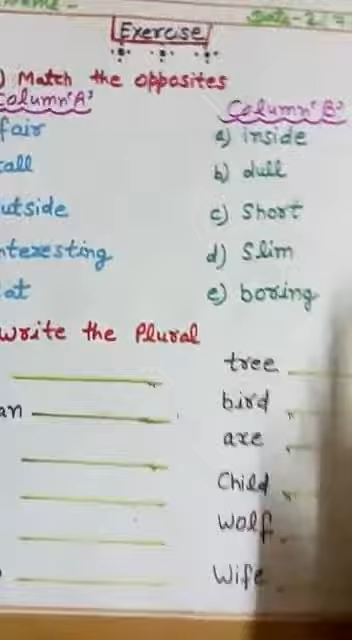 Exercise
Match the opposites
Column 'A'
Column 'B'
fair
a) inside
b) dull
utside
c) Short
nteresting
d) Slim
at
e) boring
Write the Plural
tree
an
bird
axe
Child
Wolf
Wife